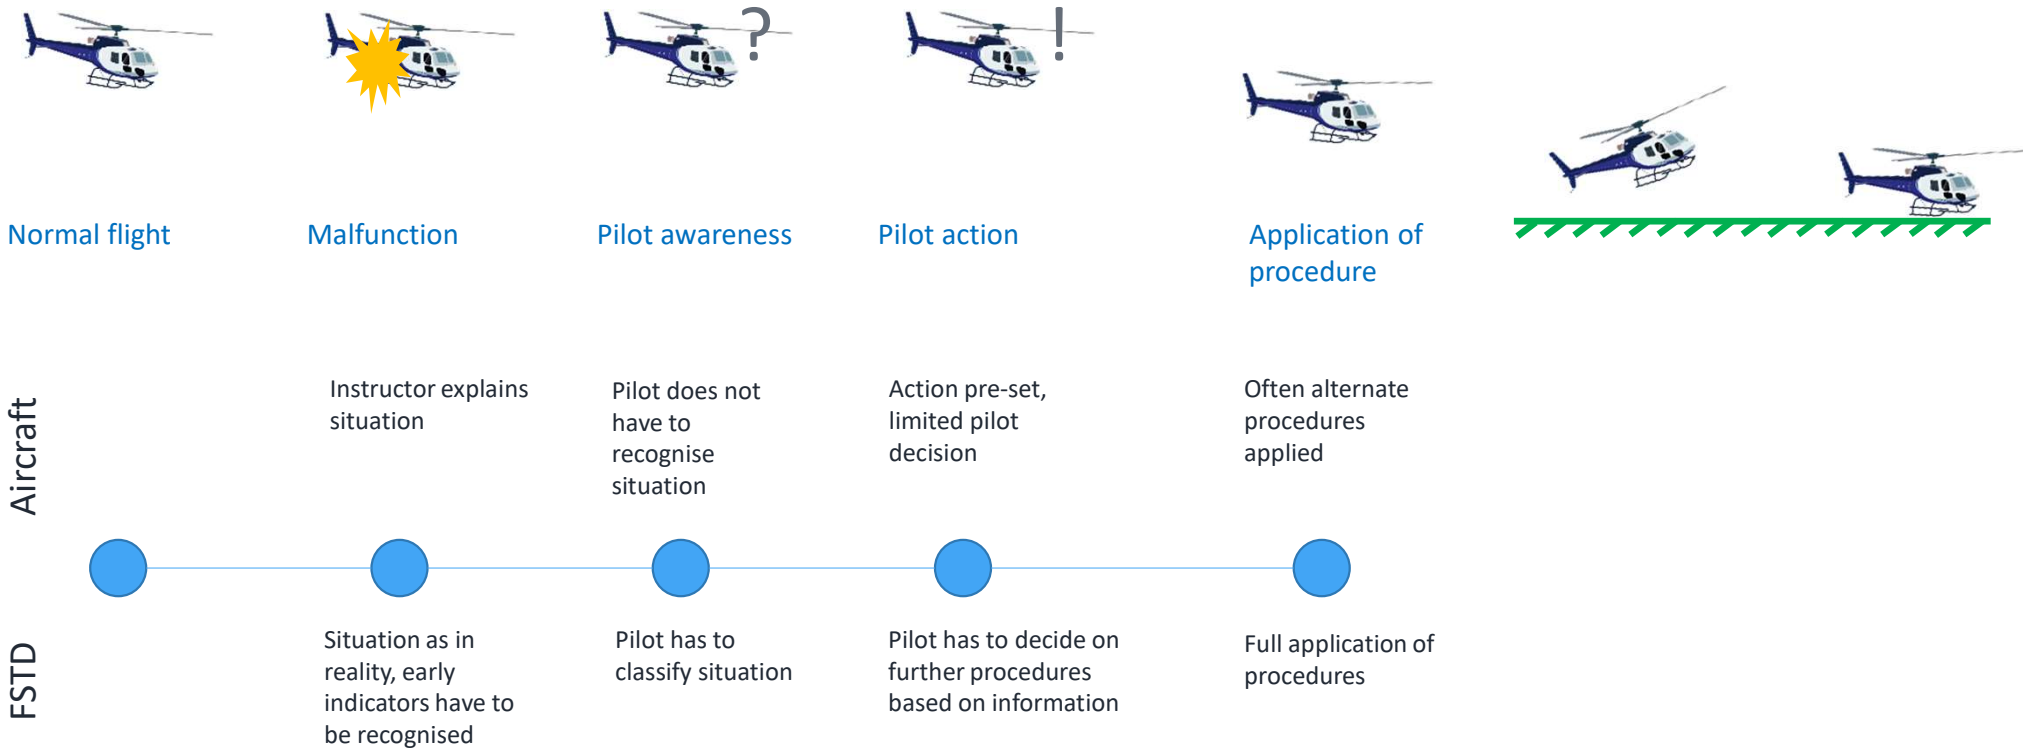 ?
!
Normal flight
Malfunction
Pilot awareness
Pilot action
Application of
procedure
Aircraft
Instructor explains
situation
Pilot does not
have to
recognise
situation
Action pre-set,
limited pilot
decision
Often alternate
procedures
applied
FSTD
Situation as in
reality, early
indicators have to
be recognised
Pilot has to
classify situation
Pilot has to decide on
further procedures
based on information
Full application of
procedures